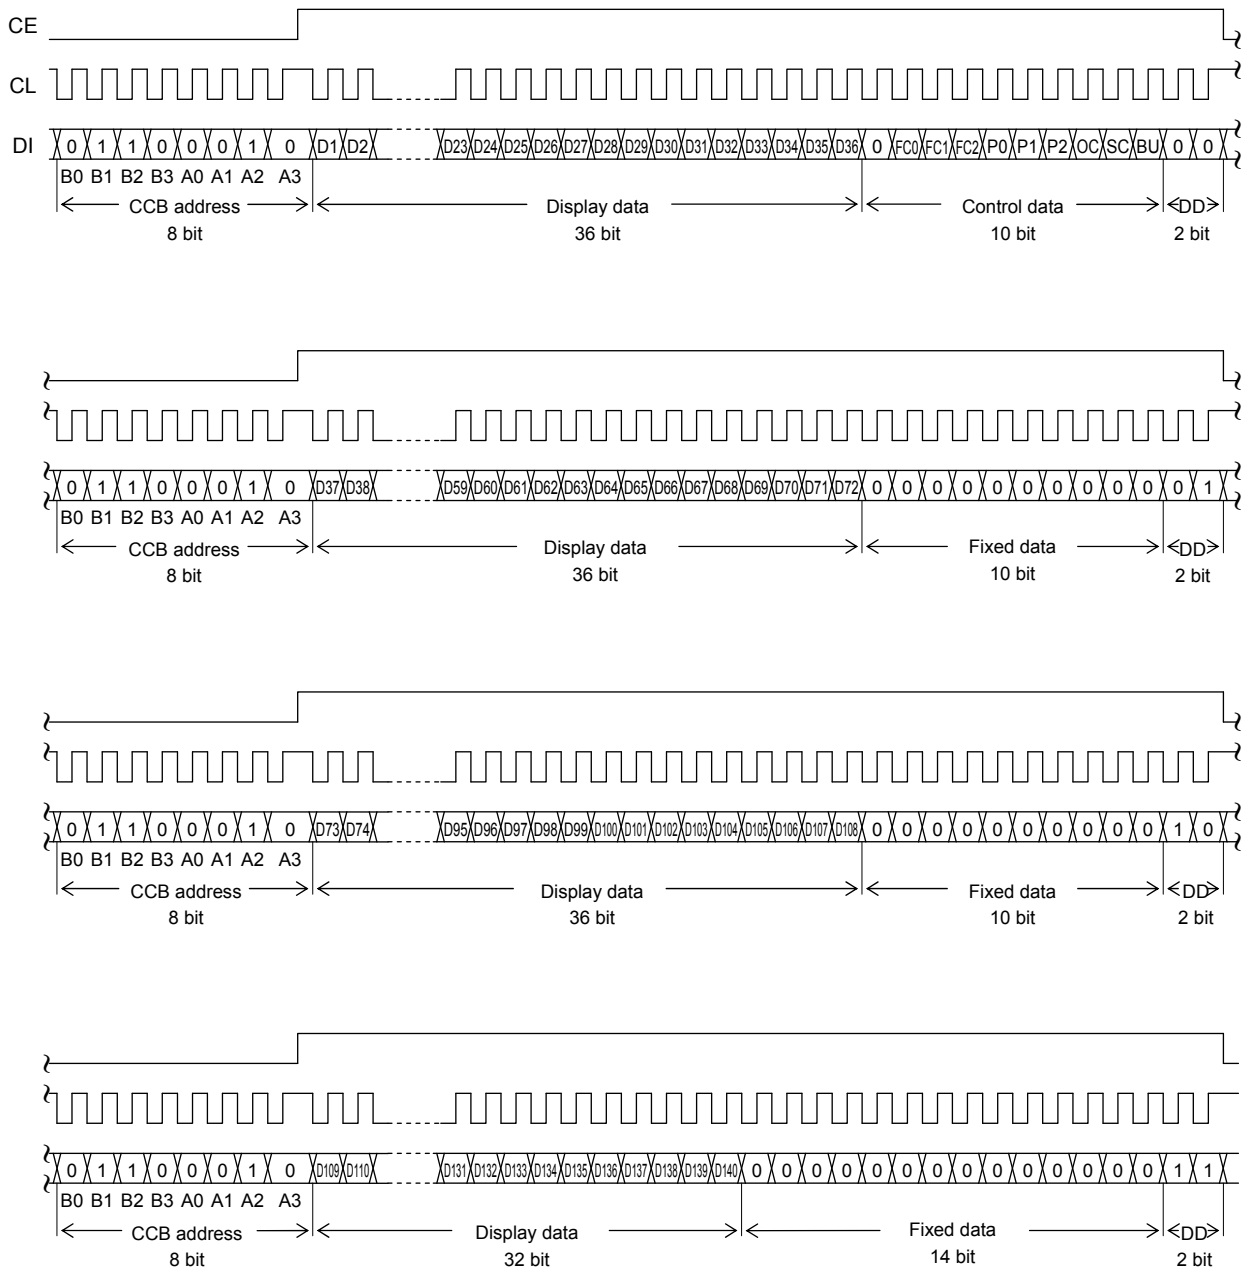 CE
CL
DI 0 1 1 0 0 0 1 0 D1 D2 D23 D24 D25 D26 D27 D28 D29 D30 D31 D32 D33 D34 D35 D36 0 FC0 FC1 FC2 P0 P1 P2 OC SC BU 0 0
B0 B1 B2 B3 A0 A1 A2 A3
CCB address Display data Control data DD
8 bit 36 bit 10 bit 2 bit
0 1 1 0 0 0 1 0 D37 D38 D59 D60 D61 D62 D63 D64 D65 D66 D67 D68 D69 D70 D71 D72 0 0 0 0 0 0 0 0 0 0 0 1
B0 B1 B2 B3 A0 A1 A2 A3
CCB address Display data Fixed data DD
8 bit 36 bit 10 bit 2 bit
0 1 1 0 0 0 1 0 D73 D74 D95 D96 D97 D98 D99 D100 D101 D102 D103 D104 D105 D106 D107 D108 0 0 0 0 0 0 0 0 0 0 1 0
B0 B1 B2 B3 A0 A1 A2 A3
CCB address Display data Fixed data DD
8 bit 36 bit 10 bit 2 bit
0 1 1 0 0 0 1 0 D109 D110 D131 D132 D133 D134 D135 D136 D137 D138 D139 D140 0 0 0 0 0 0 0 0 0 0 0 0 0 0 1 1
B0 B1 B2 B3 A0 A1 A2 A3
CCB address Display data Fixed data DD
8 bit 32 bit 14 bit 2 bit